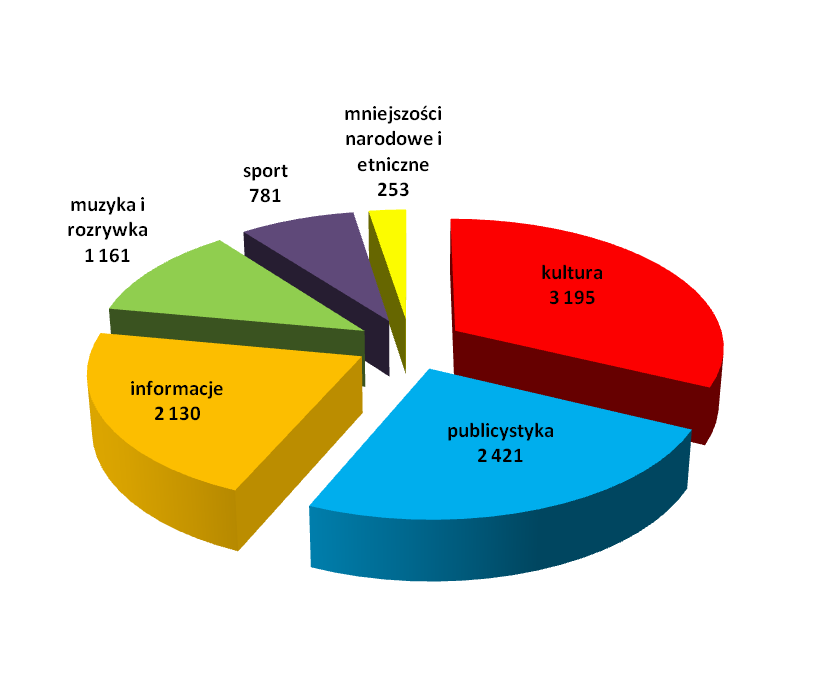 mniejszości
narodowe i
etniczne
253
sport
781
muzyka i
rozrywka
1 161
kultura
3 195
informacje
2 130
publicystyka
2 421